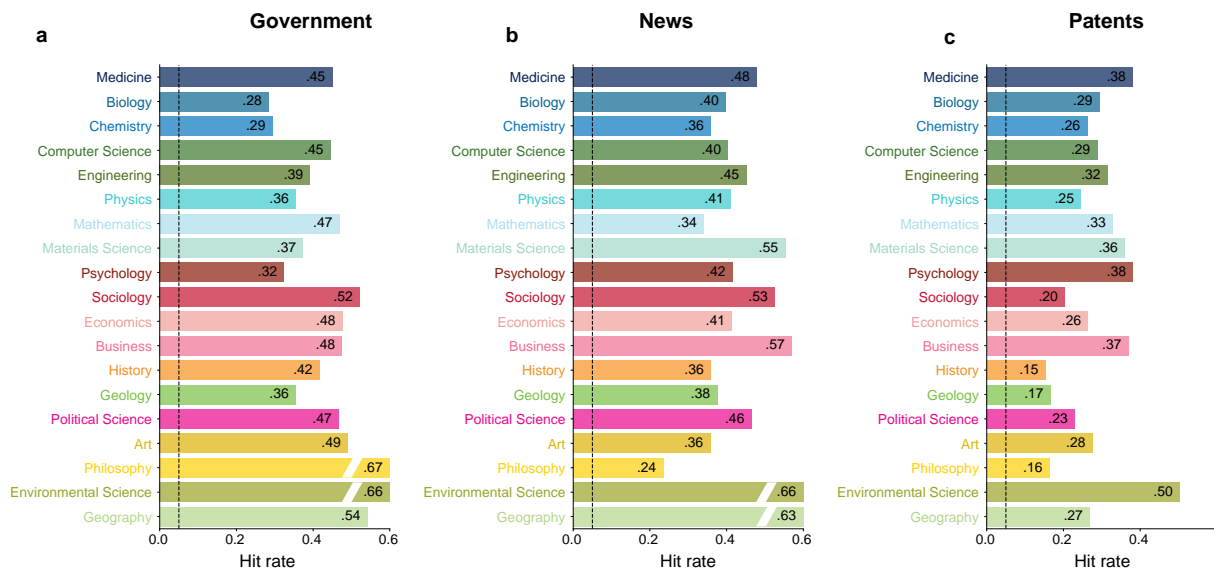 Government
News
Patents
a
b
c
Medicine .45
Biology .28
Chemistry .29
Computer Science .45
Engineering .39
Physics .36
Mathematics .47
Materials Science .37
Psychology .32
Sociology .52
Economics .48
Business .48
History .42
Geology .36
Political Science .47
Art .49
Philosophy .67
Environmental Science .66
Geography .54
0.0 0.2 0.4 0.6
Hit rate
Medicine .48
Biology .40
Chemistry .36
Computer Science .40
Engineering .45
Physics .41
Mathematics .34
Materials Science .55
Psychology .42
Sociology .53
Economics .41
Business .57
History .36
Geology .38
Political Science .46
Art .36
Philosophy .24
Environmental Science .66
Geography .63
0.0 0.2 0.4 0.6
Hit rate
Medicine .38
Biology .29
Chemistry .26
Computer Science .29
Engineering .32
Physics .25
Mathematics .33
Materials Science .36
Psychology .38
Sociology .20
Economics .26
Business .37
History .15
Geology .17
Political Science .23
Art .28
Philosophy .16
Environmental Science .50
Geography .27
0.0 0.2 0.4
Hit rate